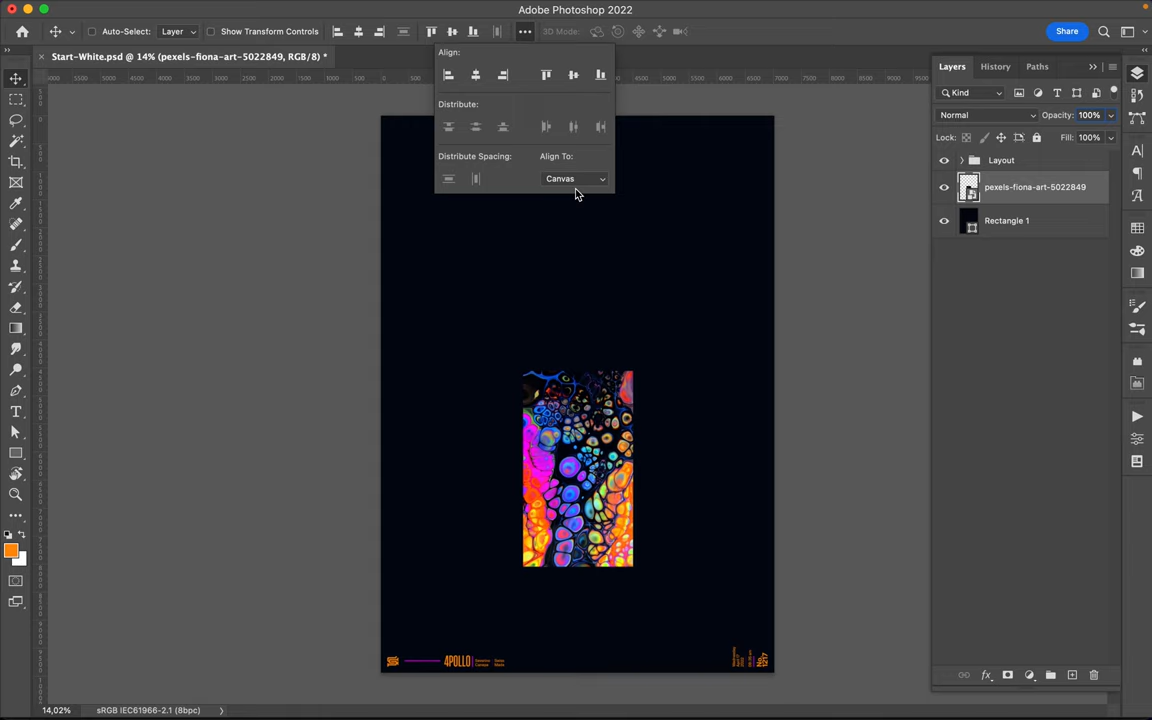 Adobe Photoshop 2022
Auto-Select:
Layer
Show Transform Controls
3D Mode:
Share
Start-White.psd @ 14% (pexels-fiona-art-5022849, RGB/8) *
Align:
Distribute:
Distribute Spacing:
Align To:
Canvas
Layers
History
Paths
Kind
Normal
Opacity: 100%
Lock:
Fill: 100%
Layout
pexels-fiona-art-5022849
Rectangle 1
4POLLO
No.
1217
14,02%
sRGB IEC61966-2.1 (8bpc)